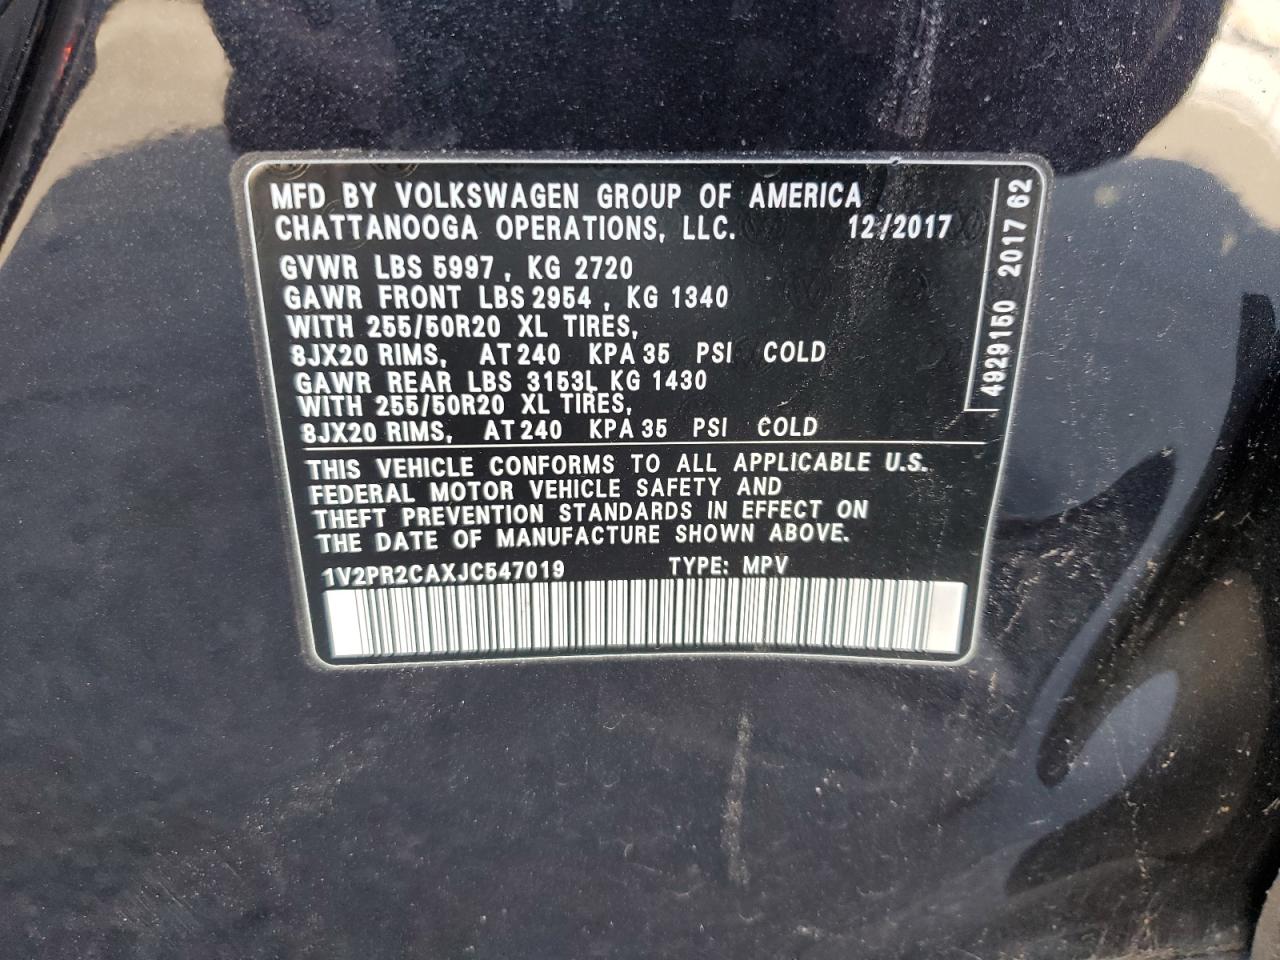 MFD BY VOLKSWAGEN GROUP OF AMERICA
CHATTANOOGA OPERATIONS, LLC. 12/2017
GVWR LBS 5997, KG 2720
GAWR FRONT LBS 2954, KG 1340
WITH 255/50R20 XL TIRES,
8JX20 RIMS, AT 240 KPA 35 PSI COLD
GAWR REAR LBS 3153L KG 1430
WITH 255/50R20 XL TIRES,
8JX20 RIMS, AT 240 KPA 35 PSI COLD
THIS VEHICLE CONFORMS TO ALL APPLICABLE U.S.
FEDERAL MOTOR VEHICLE SAFETY AND
THEFT PREVENTION STANDARDS IN EFFECT ON
THE DATE OF MANUFACTURE SHOWN ABOVE.
1V2PR2CAXJC547019 TYPE: MPV
4929150 2017 62